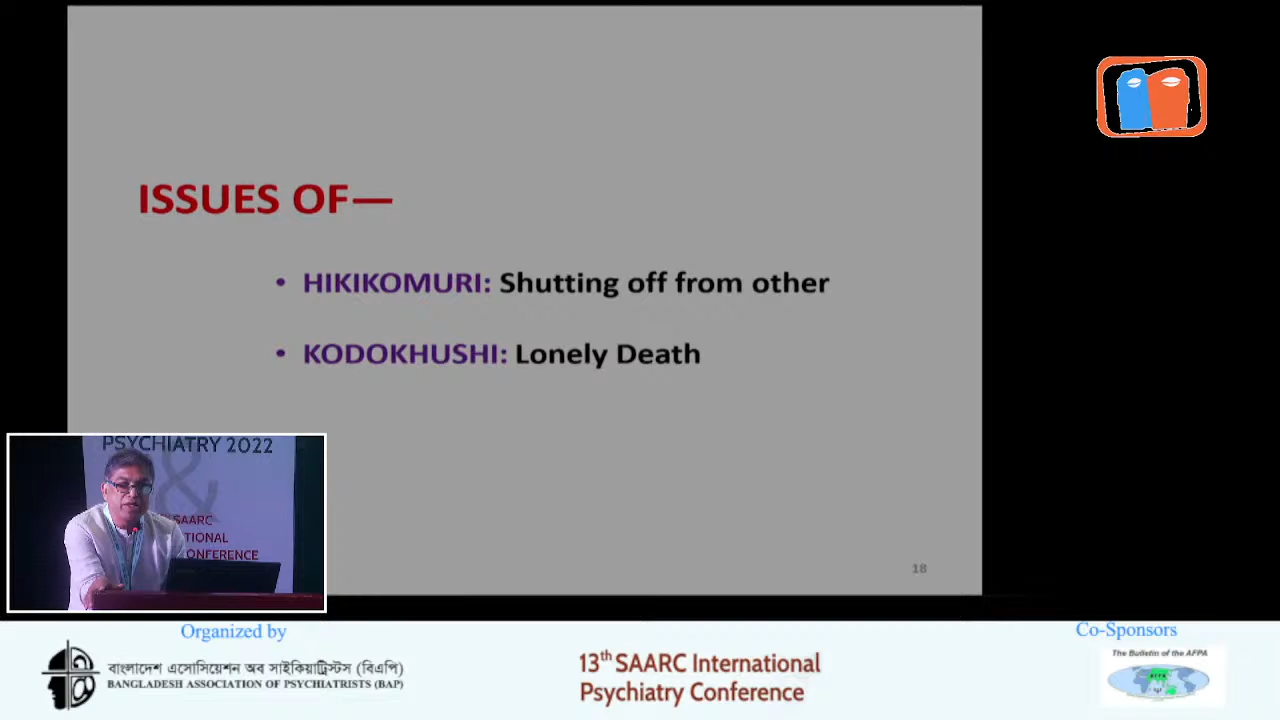 ISSUES OF—
• HIKIKOMURI: Shutting off from other
• KODOKHUSHI: Lonely Death
18
PSYCHIATRY 2022
&
SAARC
TIONAL
ONFERENCE
Organized by
বাংলাদেশ এসোসিয়েশন অব সাইকিয়াট্রিস্টস (বিএপি)
BANGLADESH ASSOCIATION OF PSYCHIATRISTS (BAP)
13th SAARC International
Psychiatry Conference
Co-Sponsors
The Bulletin of the AFPA
AFPA